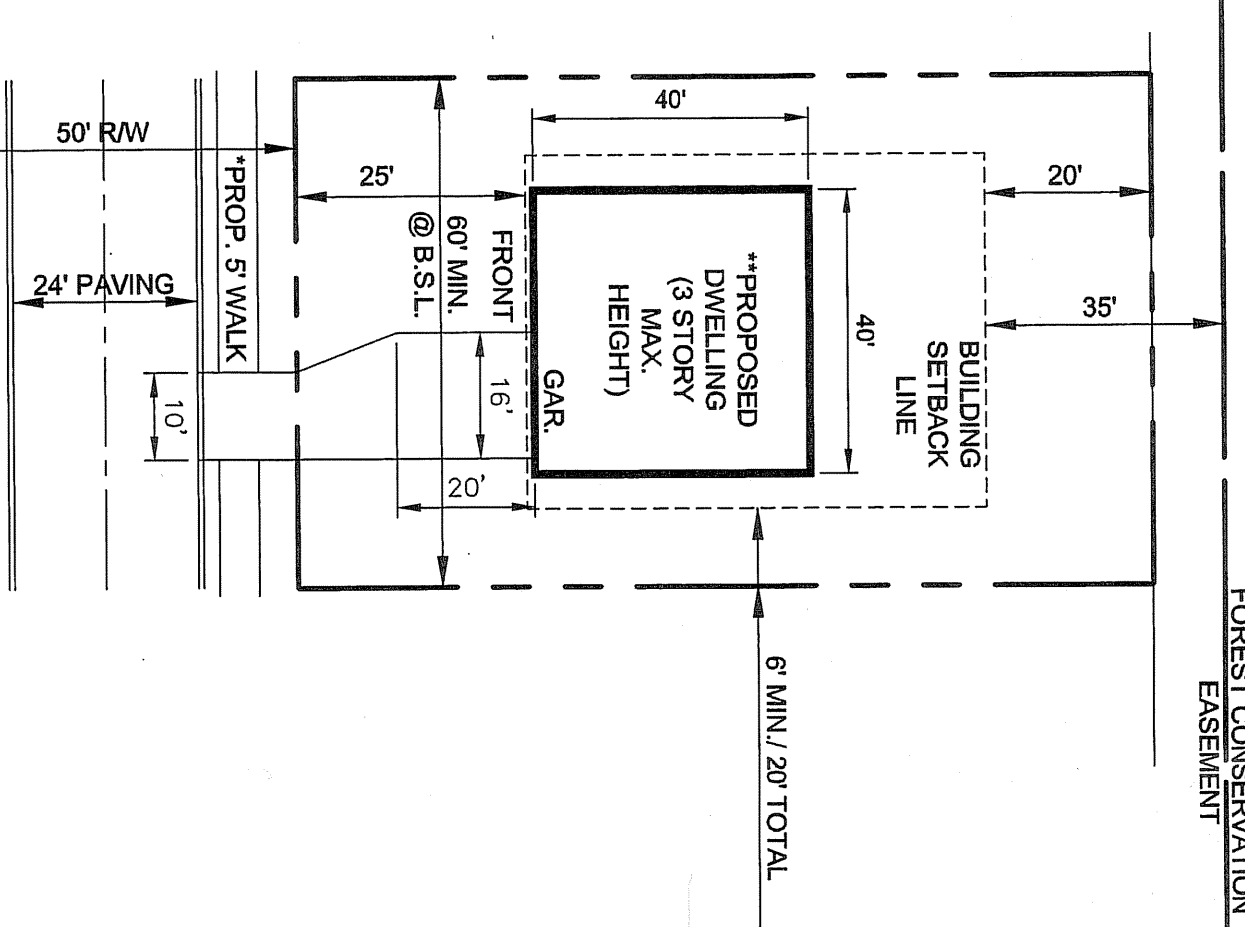 FOREST CONSERVATION
EASEMENT
35'
20'
BUILDING
SETBACK
LINE
40'
40'
**PROPOSED
DWELLING
(3 STORY
MAX.
HEIGHT)
GAR.
FRONT
25'
60' MIN.
@ B.S.L.
16'
20'
6' MIN./ 20' TOTAL
10'
50' R/W
*PROP. 5' WALK
24' PAVING